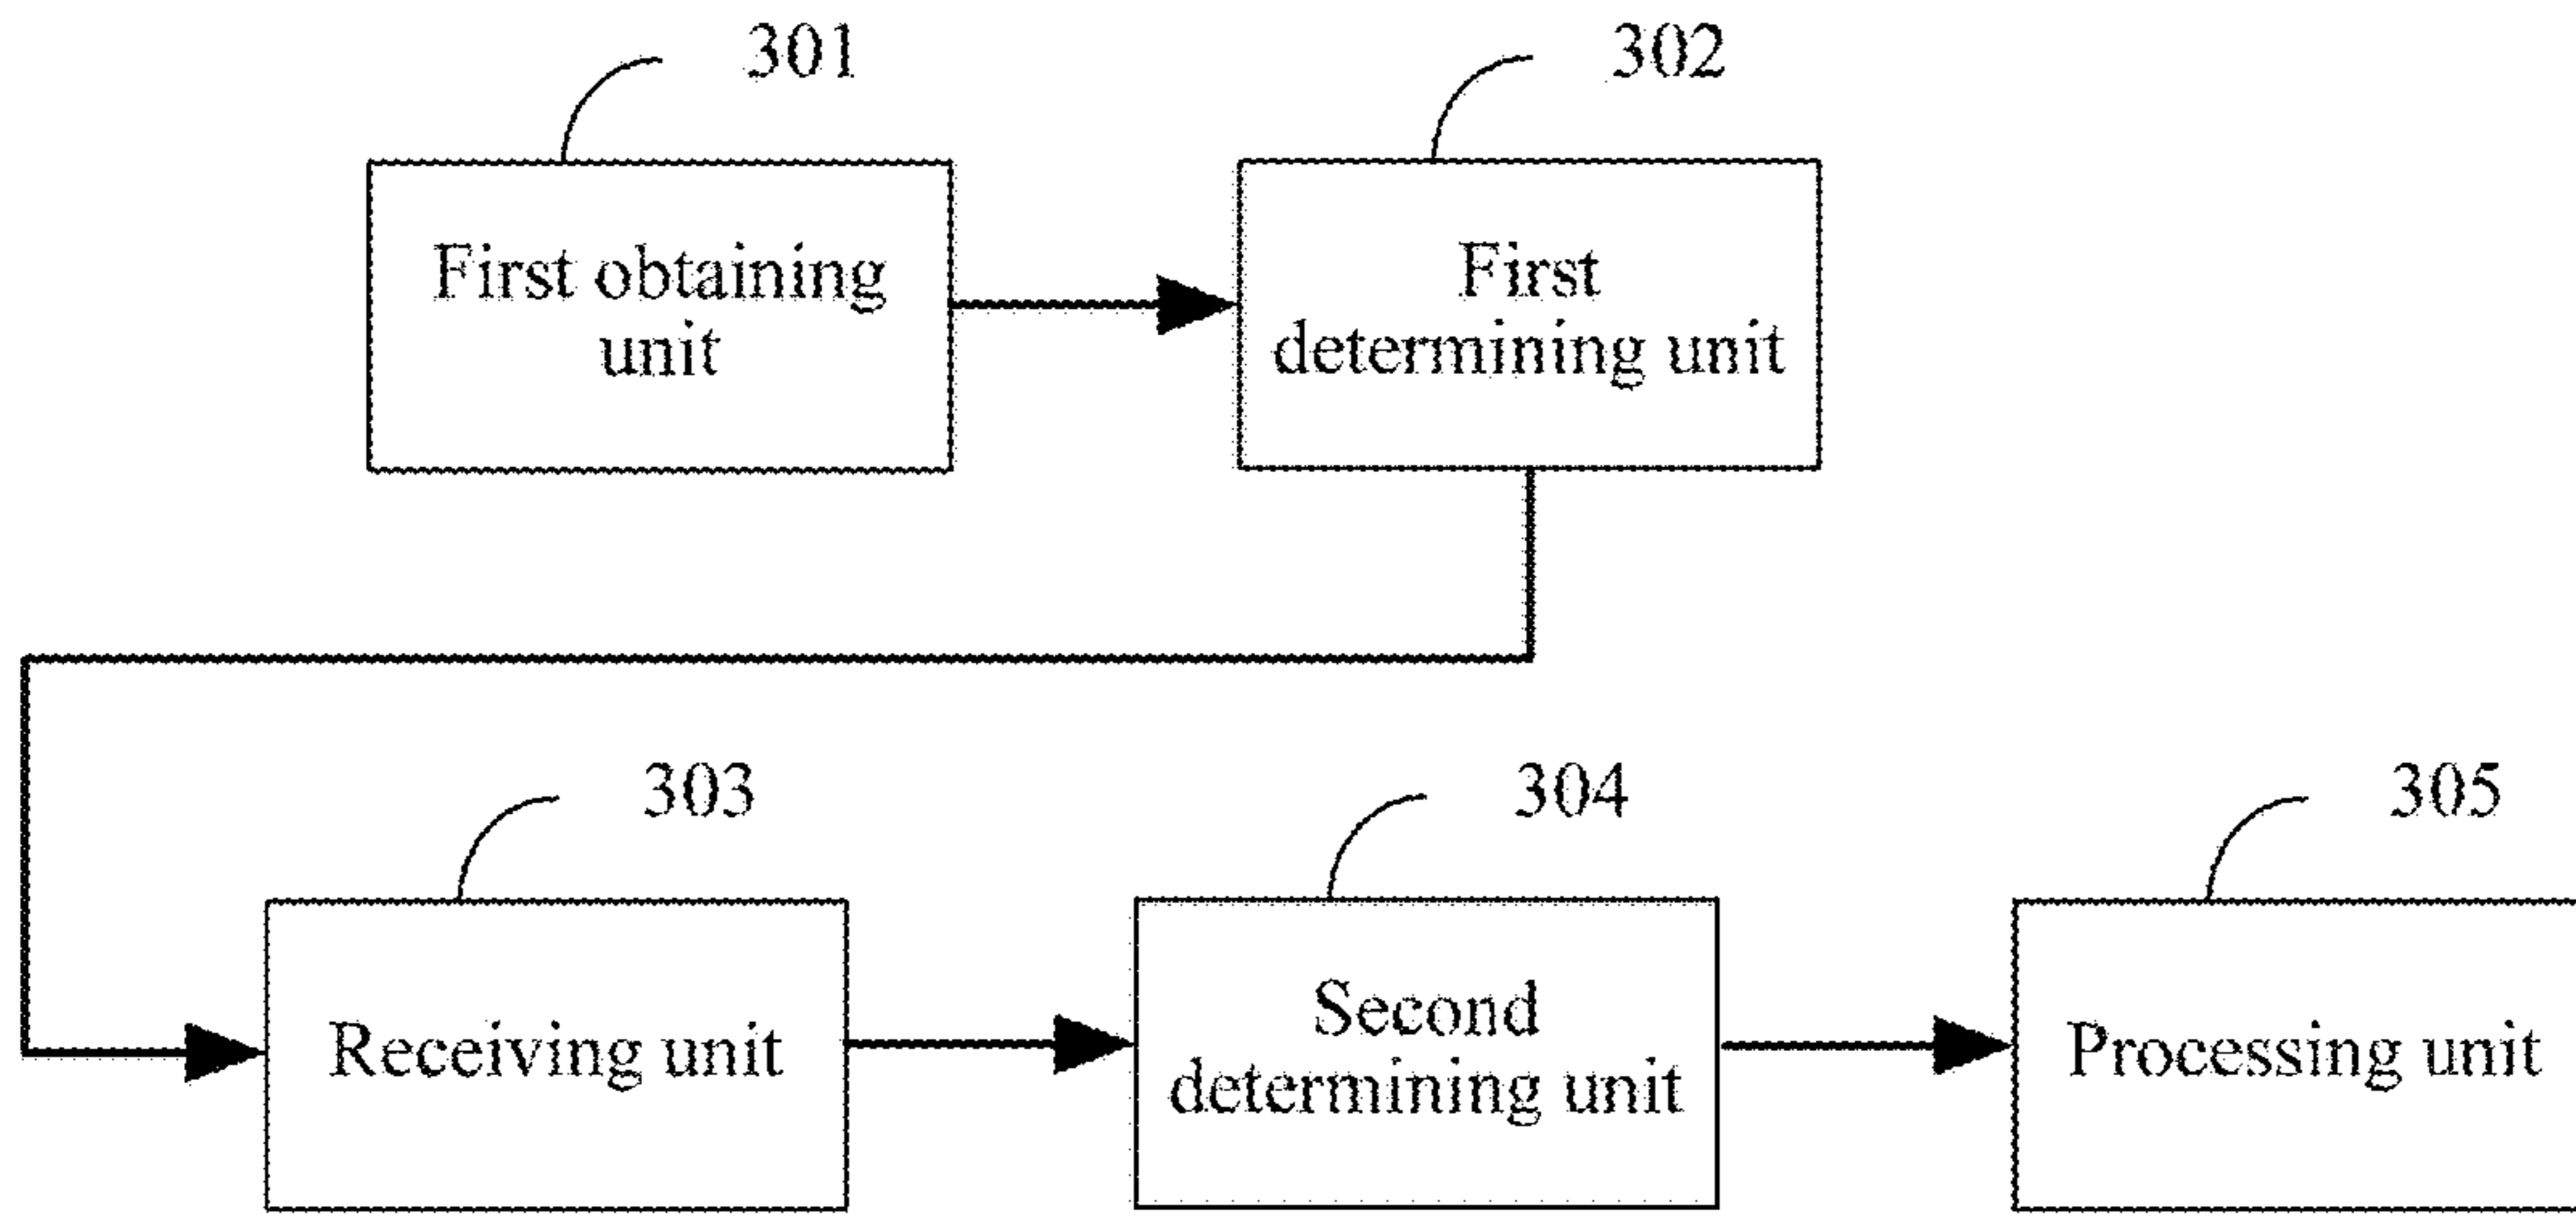 301
302
First obtaining
unit
First
determining unit
303
304
305
Receiving unit
Second
determining unit
Processing unit